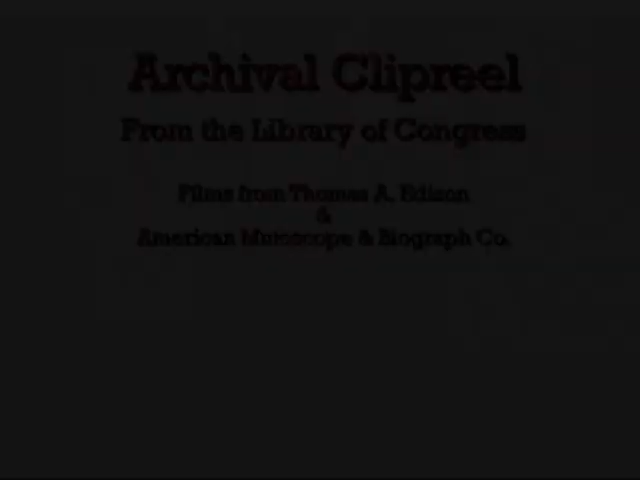 Archival Clipreel
From the Library of Congress
Films from Thomas A. Edison
&
American Mutoscope & Biograph Co.